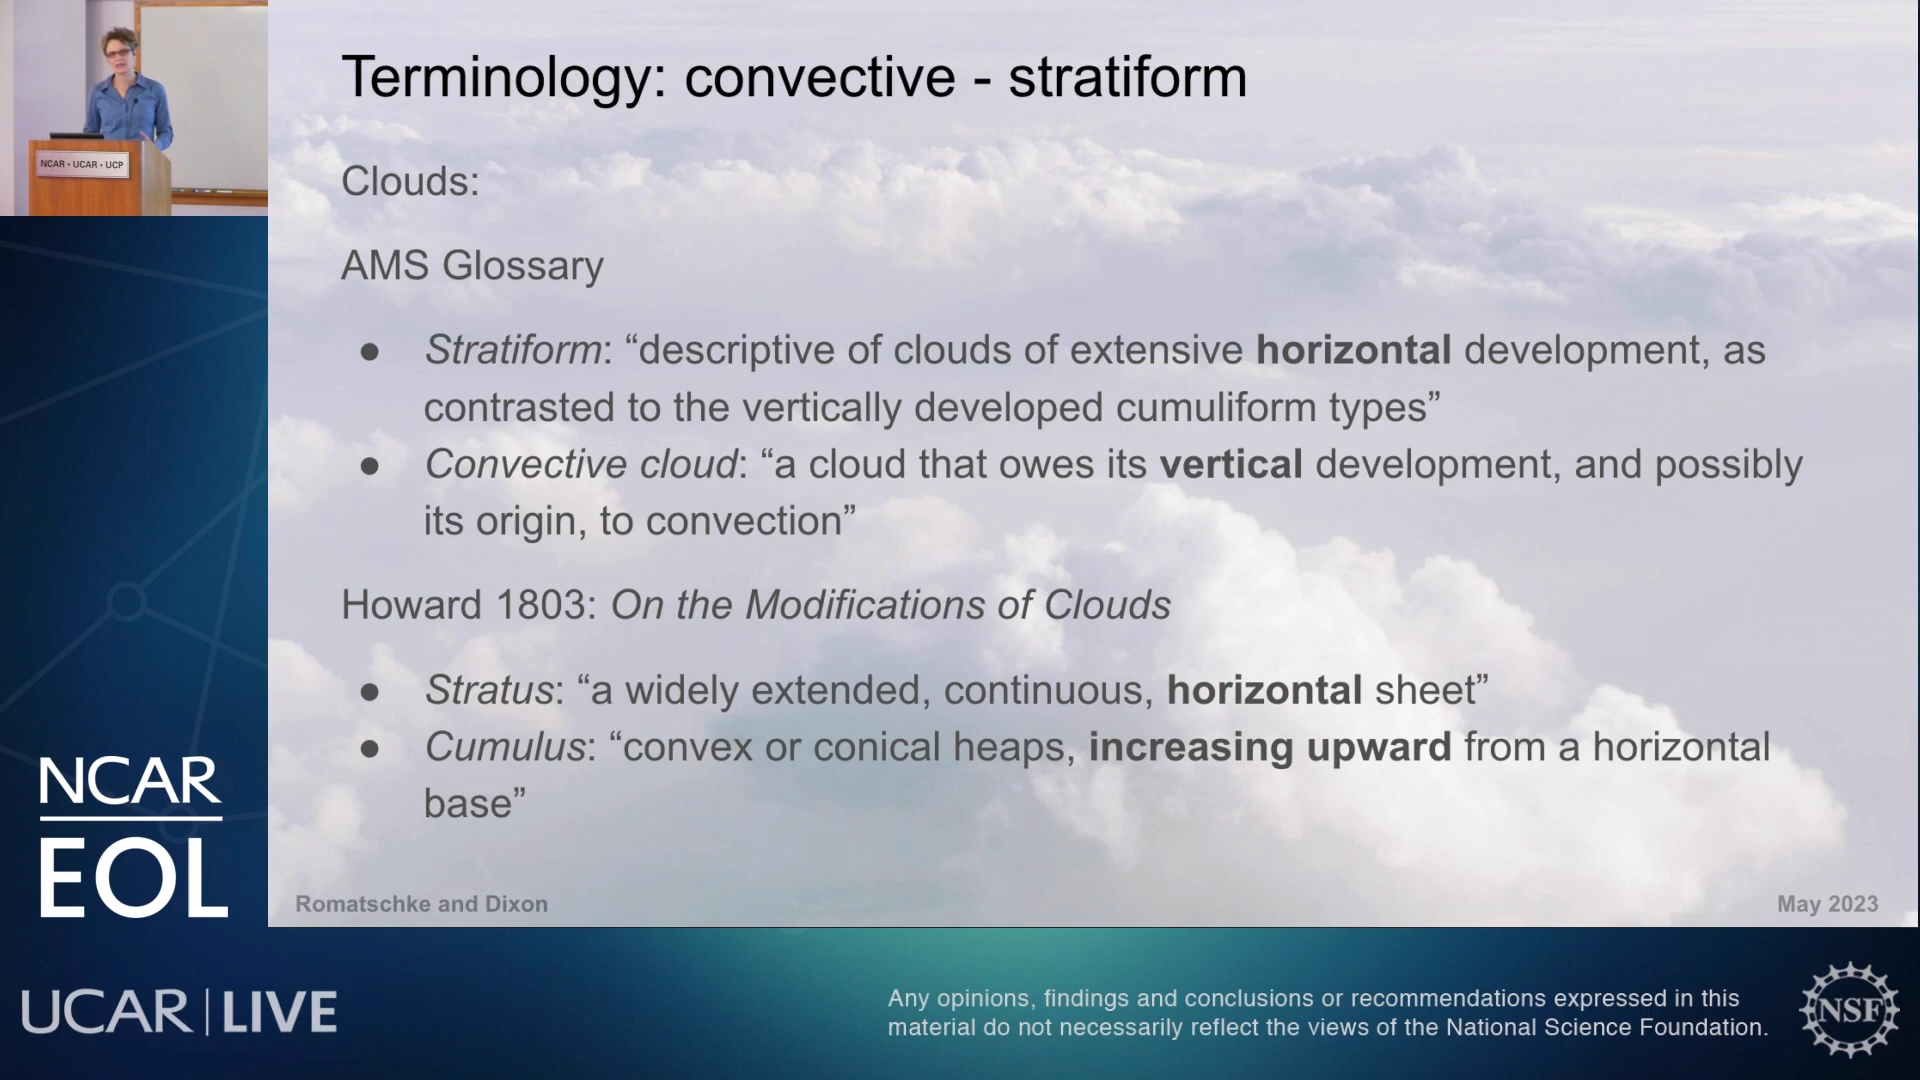 NCAR • UCAR • UCP
Terminology: convective - stratiform
Clouds:
AMS Glossary
● Stratiform: “descriptive of clouds of extensive horizontal development, as
contrasted to the vertically developed cumuliform types”
● Convective cloud: “a cloud that owes its vertical development, and possibly
its origin, to convection”
Howard 1803: On the Modifications of Clouds
● Stratus: “a widely extended, continuous, horizontal sheet”
● Cumulus: “convex or conical heaps, increasing upward from a horizontal
base”
Romatschke and Dixon
May 2023
NCAR
EOL
UCAR | LIVE
Any opinions, findings and conclusions or recommendations expressed in this
material do not necessarily reflect the views of the National Science Foundation.
NSF